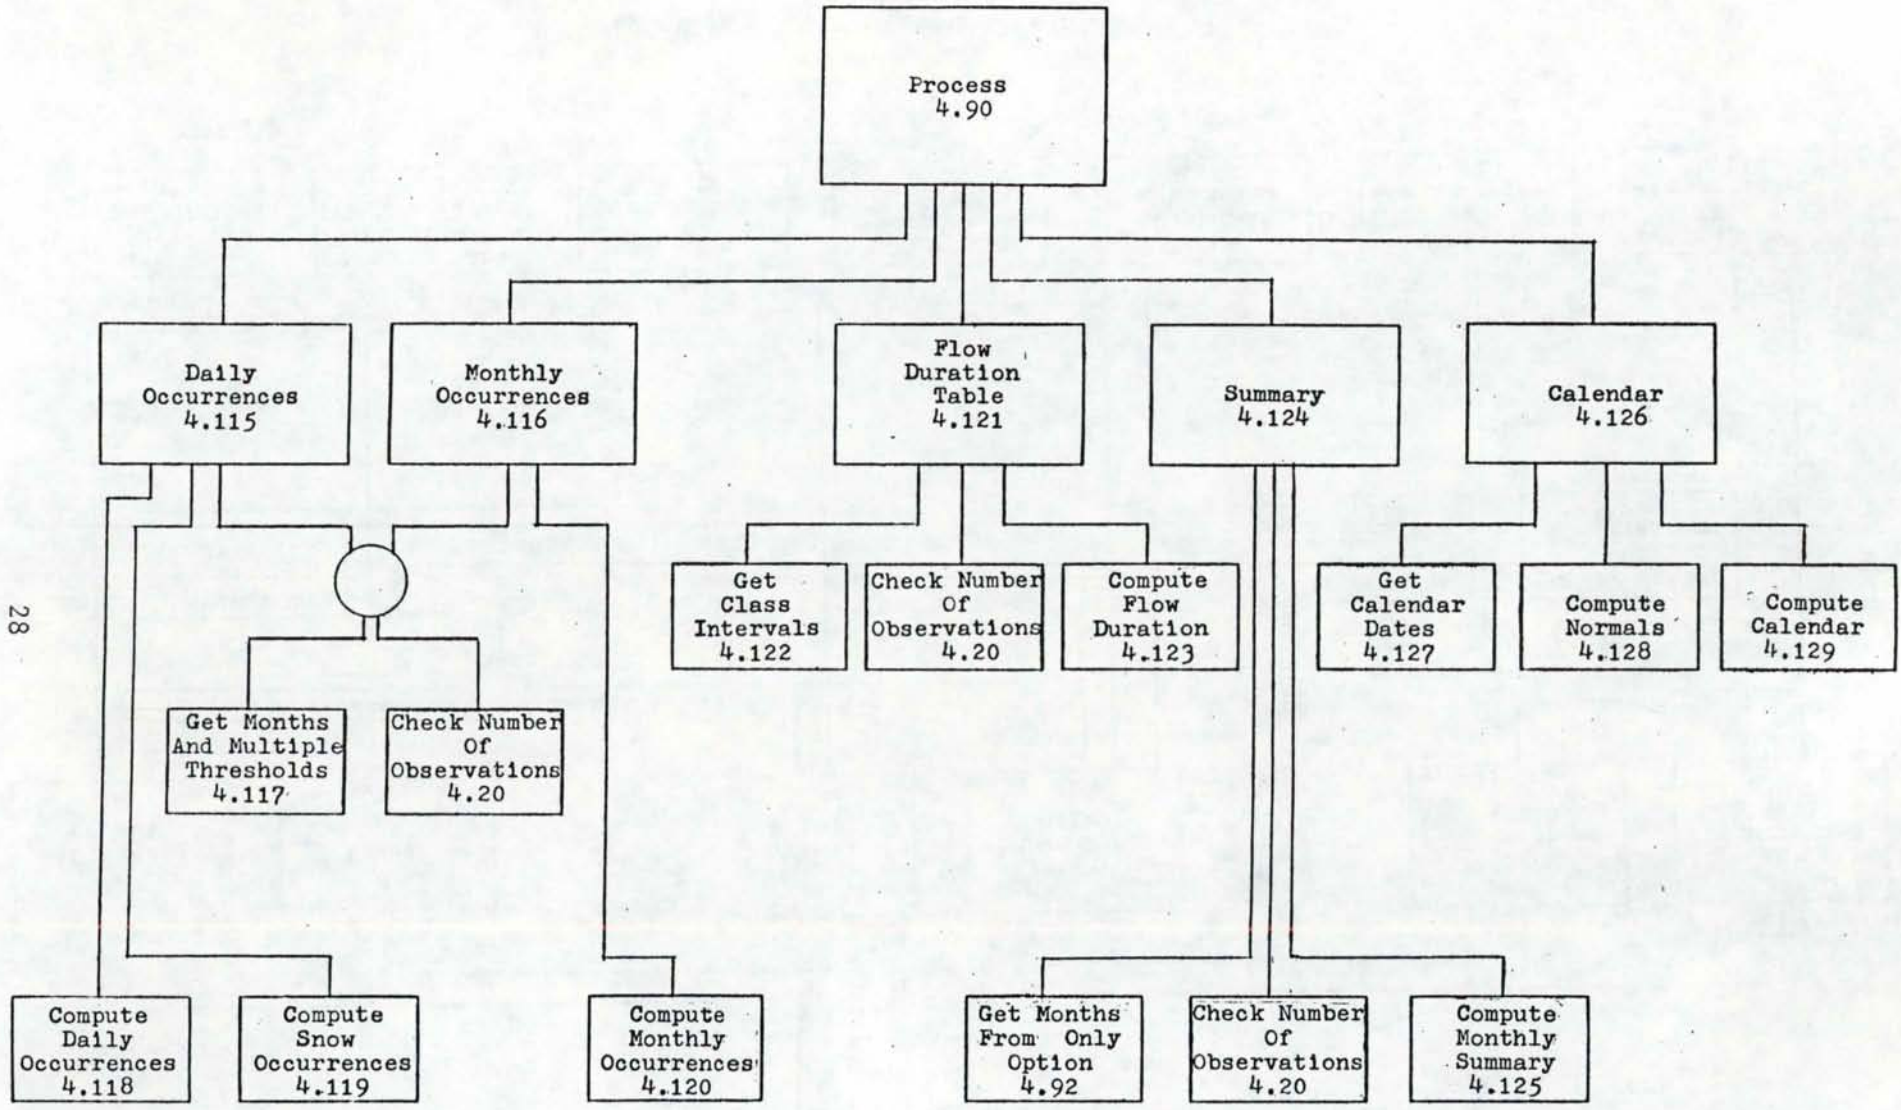 Process
4.90
Daily
Occurrences
4.115
Monthly
Occurrences
4.116
Flow
Duration
Table
4.121
Summary
4.124
Calendar
4.126
Get
Class
Intervals
4.122
Check Number
Of
Observations
4.20
Compute
Flow
Duration
4.123
Get
Calendar
Dates
4.127
Compute
Normals
4.128
Compute
Calendar
4.129
28
Get Months
And Multiple
Thresholds
4.117
Check Number
Of
Observations
4.20
Compute
Daily
Occurrences
4.118
Compute
Snow
Occurrences
4.119
Compute
Monthly
Occurrences
4.120
Get Months
From Only
Option
4.92
Check Number
Of
Observations
4.20
Compute
Monthly
Summary
4.125